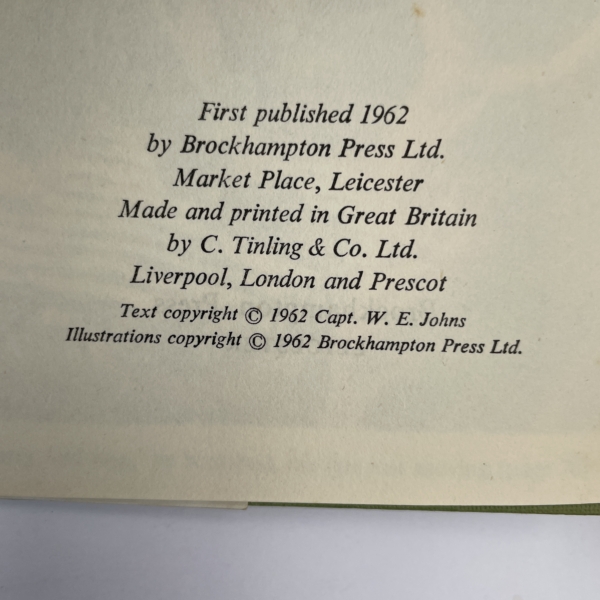 First published 1962
by Brockhampton Press Ltd.
Market Place, Leicester
Made and printed in Great Britain
by C. Tinling & Co. Ltd.
Liverpool, London and Prescot
Text copyright © 1962 Capt. W. E. Johns
Illustrations copyright © 1962 Brockhampton Press Ltd.